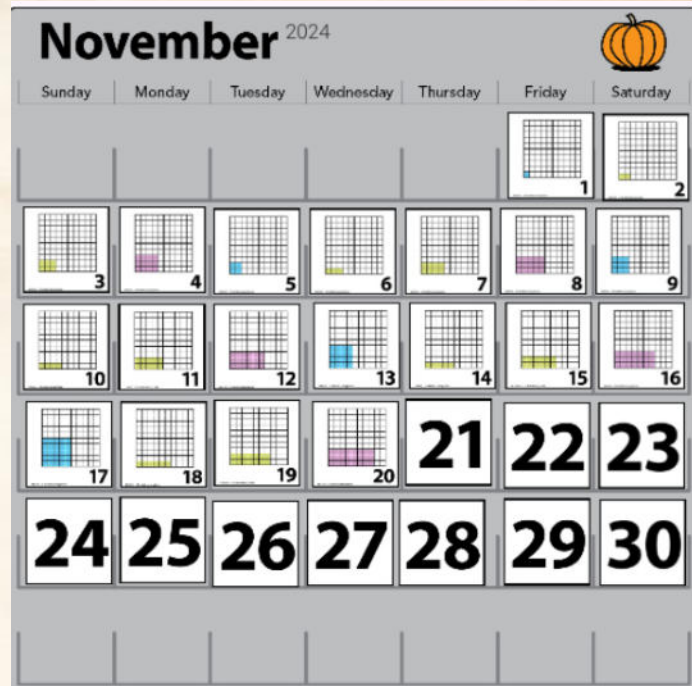 November 2024
Sunday Monday Tuesday Wednesday Thursday Friday Saturday
1 2
3 4 5 6 7 8 9
10 11 12 13 14 15 16
17 18 19 20 21 22 23
24 25 26 27 28 29 30